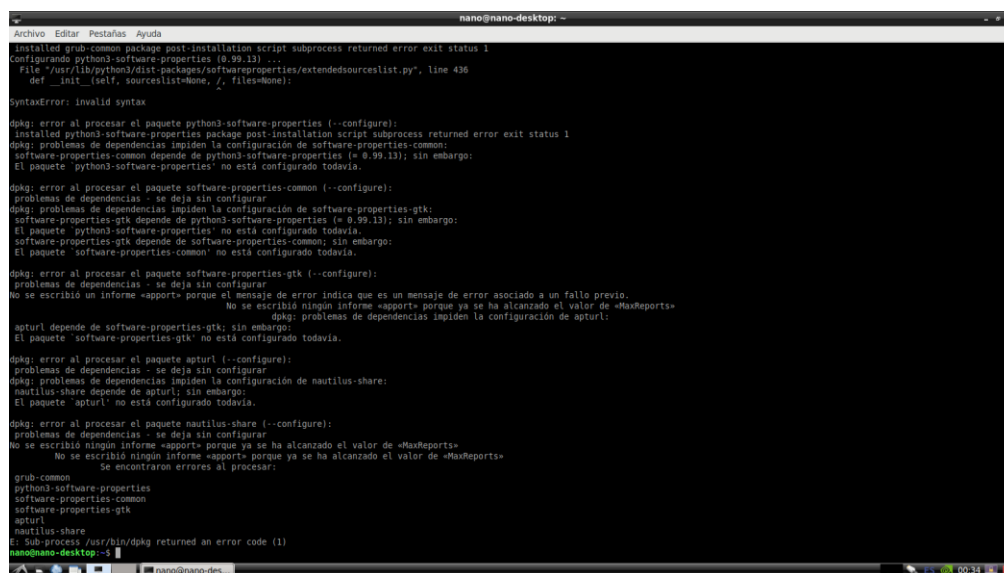 nano@nano-desktop: ~
Archivo Editar Pestañas Ayuda
installed grub-common package post-installation script subprocess returned error exit status 1
Configurando python3-software-properties (0.99.13) ...
File "/usr/lib/python3/dist-packages/softwareproperties/extendedsourceslist.py", line 436
def __init__(self, sourceslist=None, /, files=None):
^
SyntaxError: invalid syntax
dpkg: error al procesar el paquete python3-software-properties (--configure):
installed python3-software-properties package post-installation script subprocess returned error exit status 1
dpkg: problemas de dependencias impiden la configuración de software-properties-common:
software-properties-common depende de python3-software-properties (= 0.99.13); sin embargo:
El paquete `python3-software-properties' no está configurado todavía.
dpkg: error al procesar el paquete software-properties-common (--configure):
problemas de dependencias - se deja sin configurar
dpkg: problemas de dependencias impiden la configuración de software-properties-gtk:
software-properties-gtk depende de python3-software-properties (= 0.99.13); sin embargo:
El paquete `python3-software-properties' no está configurado todavía.
software-properties-gtk depende de software-properties-common; sin embargo:
El paquete `software-properties-common' no está configurado todavía.
dpkg: error al procesar el paquete software-properties-gtk (--configure):
problemas de dependencias - se deja sin configurar
No se escribió un informe «apport» porque el mensaje de error indica que es un mensaje de error asociado a un fallo previo.
No se escribió ningún informe «apport» porque ya se ha alcanzado el valor de «MaxReports»
dpkg: problemas de dependencias impiden la configuración de apturl:
apturl depende de software-properties-gtk; sin embargo:
El paquete `software-properties-gtk' no está configurado todavía.
dpkg: error al procesar el paquete apturl (--configure):
problemas de dependencias - se deja sin configurar
dpkg: problemas de dependencias impiden la configuración de nautilus-share:
nautilus-share depende de apturl; sin embargo:
El paquete `apturl' no está configurado todavía.
dpkg: error al procesar el paquete nautilus-share (--configure):
problemas de dependencias - se deja sin configurar
No se escribió ningún informe «apport» porque ya se ha alcanzado el valor de «MaxReports»
No se escribió ningún informe «apport» porque ya se ha alcanzado el valor de «MaxReports»
Se encontraron errores al procesar:
grub-common
python3-software-properties
software-properties-common
software-properties-gtk
apturl
nautilus-share
E: Sub-process /usr/bin/dpkg returned an error code (1)
nano@nano-desktop:~$
nano@nano-des...
00:34